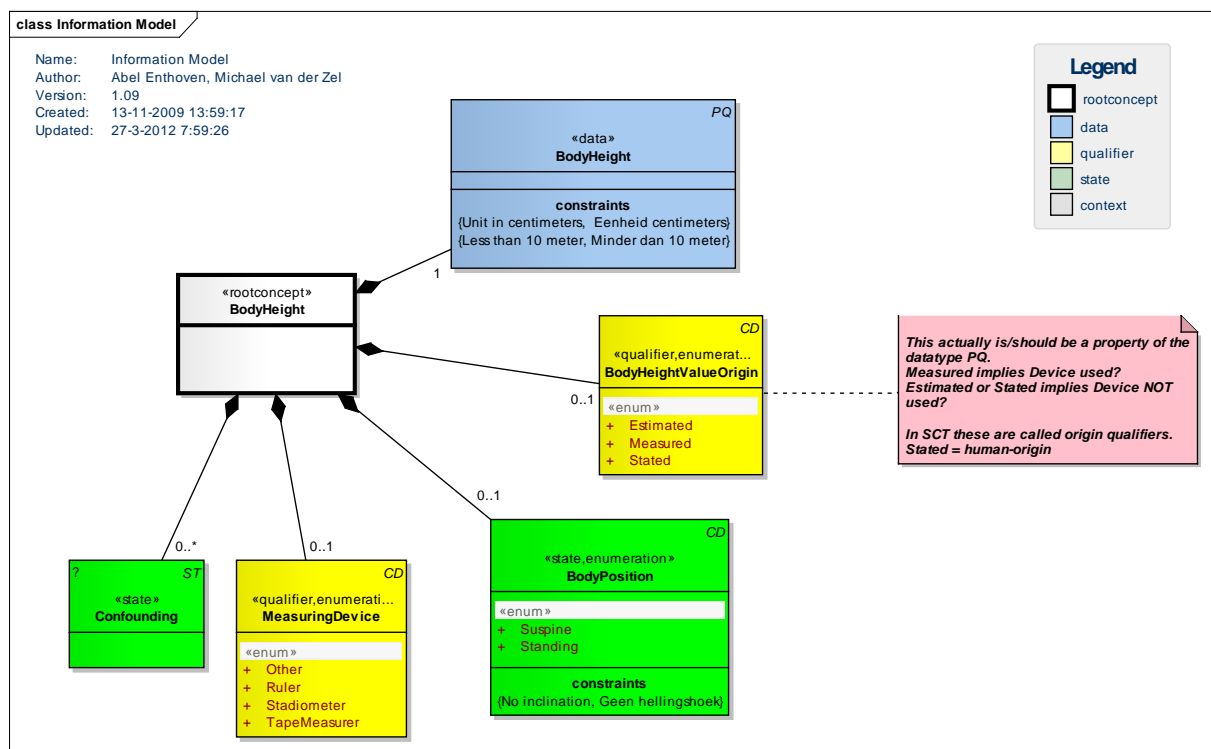 class Information Model
Name: Information Model
Author: Abel Enthoven, Michael van der Zel
Version: 1.09
Created: 13-11-2009 13:59:17
Updated: 27-3-2012 7:59:26
Legend
rootconcept
data
qualifier
state
context
PQ
«data»
BodyHeight
constraints
{Unit in centimeters, Eenheid centimeters}
{Less than 10 meter, Minder dan 10 meter}
1
«rootconcept»
BodyHeight
CD
«qualifier,enumerat...
BodyHeightValueOrigin
«enum»
+ Estimated
+ Measured
+ Stated
0..1
This actually is/should be a property of the
datatype PQ.
Measured implies Device used?
Estimated or Stated implies Device NOT
used?
In SCT these are called origin qualifiers.
Stated = human-origin
0..1
CD
«state,enumeration»
BodyPosition
«enum»
+ Suspine
+ Standing
constraints
{No inclination, Geen hellingshoek}
0..*
? ST
«state»
Confounding
0..1
CD
«qualifier,enumerati...
MeasuringDevice
«enum»
+ Other
+ Ruler
+ Stadiometer
+ TapeMeasurer